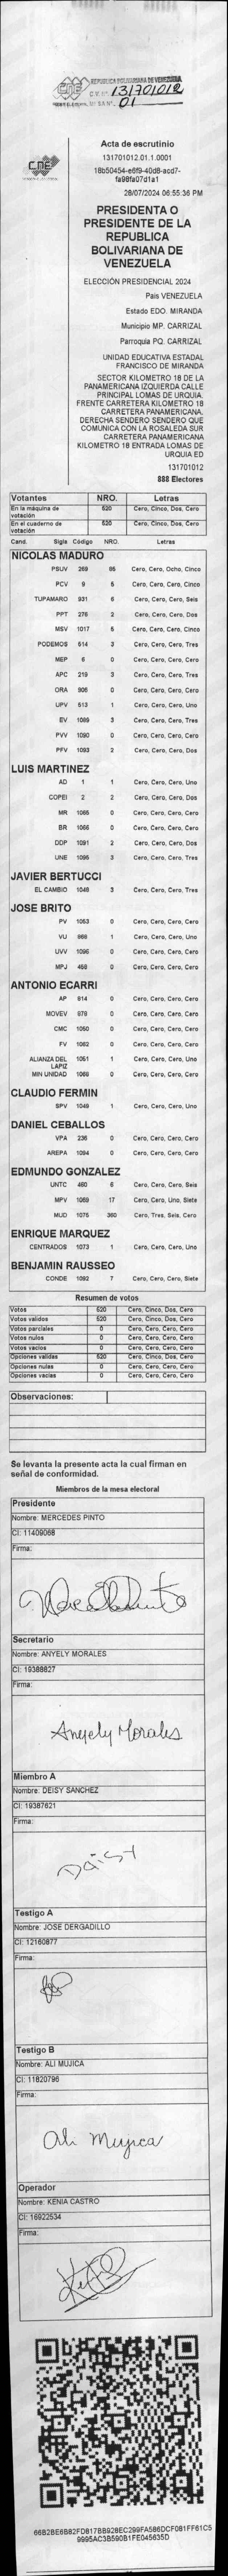 CNE REPUBLICA BOLIVARIANA DE VENEZUELA
C.V. N°. 131701012
01
CNE
Acta de escrutinio
131701012.01.1.0001
28/07/2024 06:55:36 PM
PRESIDENTA O
PRESIDENTE DE LA
REPUBLICA
BOLIVARIANA DE
VENEZUELA
ELECCIÓN PRESIDENCIAL 2024
Pais VENEZUELA
Estado EDO. MIRANDA
Municipio MP. CARRIZAL
Parroquia PQ. CARRIZAL
UNIDAD EDUCATIVA ESTADAL
FRANCISCO DE MIRANDA
SECTOR KILOMETRO 18 DE LA
PANAMERICANA IZQUIERDA CALLE
PRINCIPAL LOMAS DE URQUIA.
FRENTE CARRETERA KILOMETRO 18
CARRETERA PANAMERICANA.
DERECHA SENDERO SENDERO QUE
COMUNICA CON LA ROSALEDA SUR
CARRETERA PANAMERICANA
KILOMETRO 18 ENTRADA LOMAS DE
URQUIA ED
131701012
888 Electores
Votantes NRO. Letras
En la máquina de votación 520 Cero, Cinco, Dos, Cero
En el cuaderno de votación 520 Cero, Cinco, Dos, Cero
Cand. Sigle Código NRO. Letras
NICOLAS MADURO
PSUV 269 85 Cero, Cero, Ocho, Cinco
PCV 9 5 Cero, Cero, Cero, Cinco
TUPAMARO 931 6 Cero, Cero, Cero, Seis
PPT 276 2 Cero, Cero, Cero, Dos
MSV 1017 5 Cero, Cero, Cero, Cinco
PODEMOS 514 3 Cero, Cero, Cero, Tres
MEP 6 0 Cero, Cero, Cero, Cero
APC 219 3 Cero, Cero, Cero, Tres
ORA 906 0 Cero, Cero, Cero, Cero
UPV 513 1 Cero, Cero, Cero, Uno
EV 1089 3 Cero, Cero, Cero, Tres
PVV 1090 0 Cero, Cero, Cero, Cero
PFV 1093 2 Cero, Cero, Cero, Dos
LUIS MARTINEZ
AD 1 1 Cero, Cero, Cero, Uno
COPEI 2 2 Cero, Cero, Cero, Dos
MR 1065 0 Cero, Cero, Cero, Cero
BR 1066 0 Cero, Cero, Cero, Cero
DDP 1091 2 Cero, Cero, Cero, Dos
UNE 1095 3 Cero, Cero, Cero, Tres
JAVIER BERTUCCI
EL CAMBIO 1048 3 Cero, Cero, Cero, Tres
JOSE BRITO
PV 1053 0 Cero, Cero, Cero, Cero
VU 968 1 Cero, Cero, Cero, Uno
UVV 1096 0 Cero, Cero, Cero, Cero
MPJ 458 0 Cero, Cero, Cero, Cero
ANTONIO ECARRI
AP 814 0 Cero, Cero, Cero, Cero
MOVEV 979 0 Cero, Cero, Cero, Cero
CMC 1050 0 Cero, Cero, Cero, Cero
FV 1082 0 Cero, Cero, Cero, Cero
ALIANZA DEL LAPIZ 1051 1 Cero, Cero, Cero, Uno
MIN UNIDAD 1068 0 Cero, Cero, Cero, Cero
CLAUDIO FERMIN
SPV 1049 1 Cero, Cero, Cero, Uno
DANIEL CEBALLOS
VPA 236 0 Cero, Cero, Cero, Cero
AREPA 1094 0 Cero, Cero, Cero, Cero
EDMUNDO GONZALEZ
UNTC 460 6 Cero, Cero, Cero, Seis
MPV 1069 17 Cero, Cero, Uno, Siete
MUD 1075 360 Cero, Tres, Seis, Cero
ENRIQUE MARQUEZ
CENTRADOS 1073 1 Cero, Cero, Cero, Uno
BENJAMIN RAUSSEO
CONDE 1092 7 Cero, Cero, Cero, Siete
Resumen de votos
Votos 520 Cero, Cinco, Dos, Cero
Votos validos 520 Cero, Cinco, Dos, Cero
Votos parciales 0 Cero, Cero, Cero, Cero
Votos nulos 0 Cero, Cero, Cero, Cero
Votos vacíos 0 Cero, Cero, Cero, Cero
Opciones validas 520 Cero, Cinco, Dos, Cero
Opciones nulas 0 Cero, Cero, Cero, Cero
Opciones vacias 0 Cero, Cero, Cero, Cero
Observaciones:
Se levanta la presente acta la cual firman en
señal de conformidad.
Miembros de la mesa electoral
Presidente
Nombre: MERCEDES PINTO
CI: 11409068
Firma:
Secretario
Nombre: ANYELY MORALES
CI: 19388827
Firma:
Anyely Morales
Miembro A
Nombre: DEISY SANCHEZ
CI: 19387621
Firma:
Testigo A
Nombre: JOSE DERGADILLO
CI: 12160877
Firma:
Testigo B
Nombre: ALI MUJICA
CI: 11820796
Firma:
Ali Mujica
Operador
Nombre: KENIA CASTRO
CI: 16922534
Firma:
66B2BE6B82FD817BB928EC299FA586DCF081FF61C5
9995AC3B590B1FE045635D